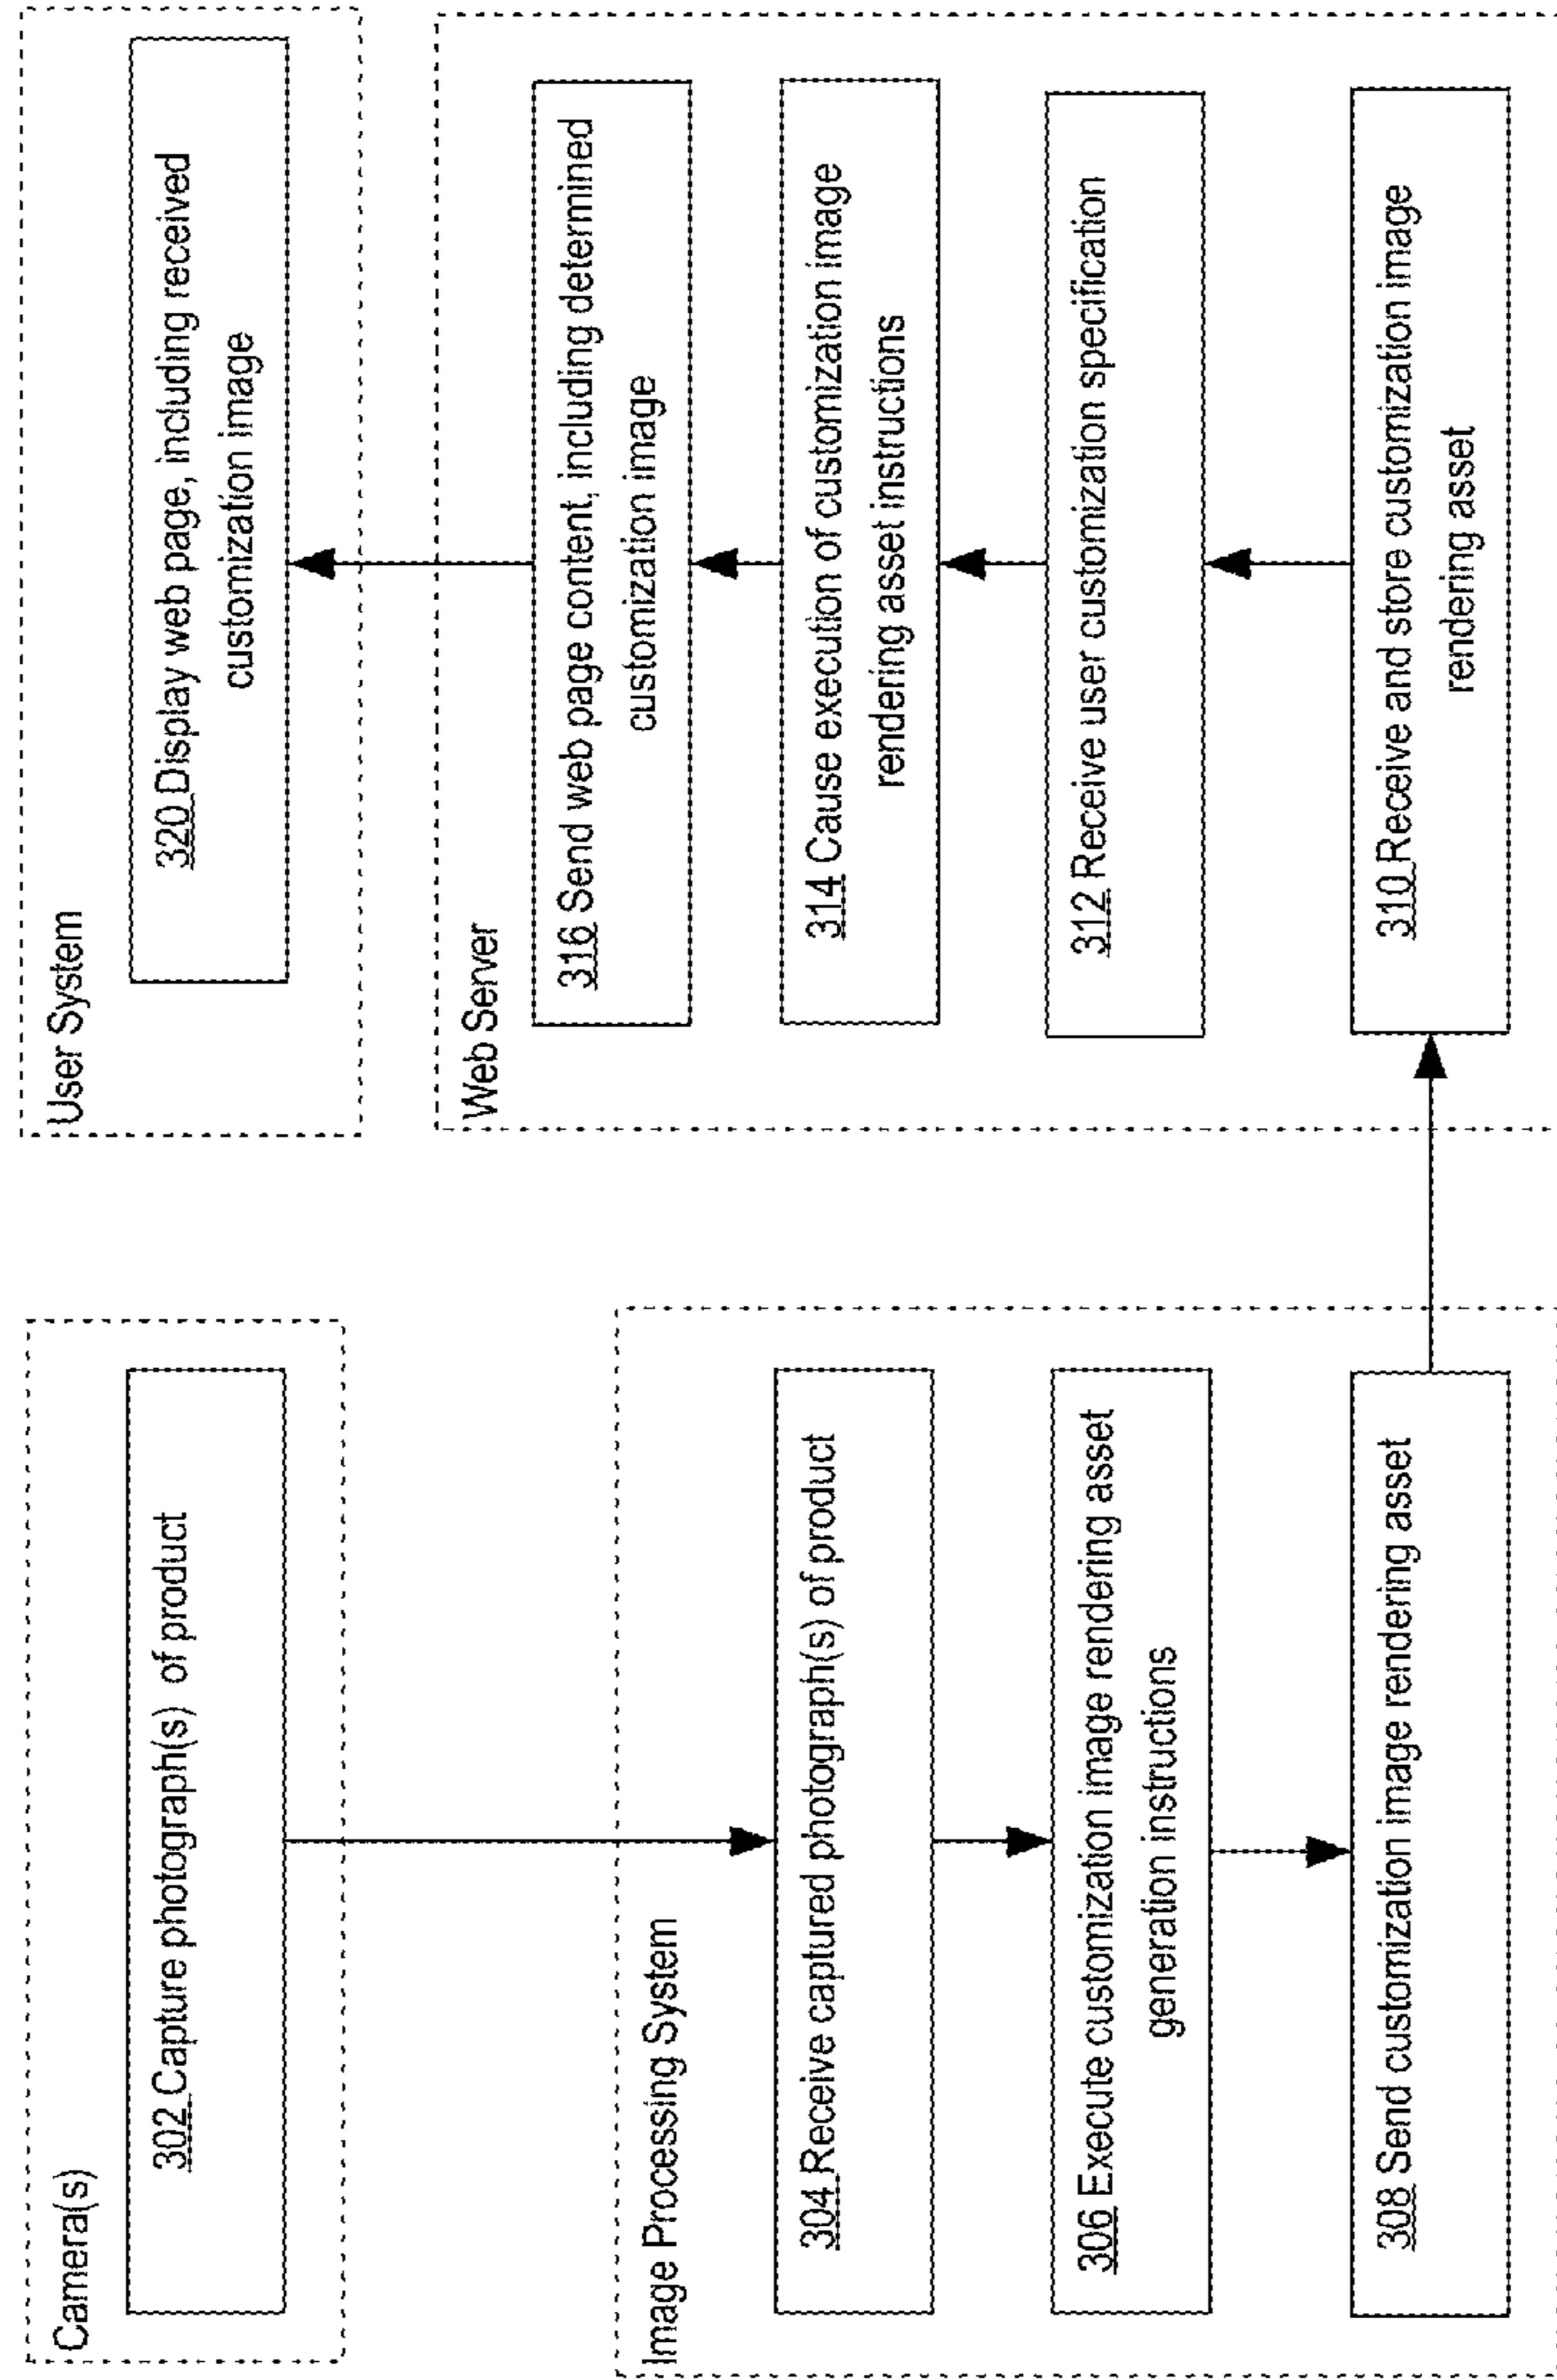 Camera(s)
302 Capture photograph(s) of product
Image Processing System
304 Receive captured photograph(s) of product
306 Execute customization image rendering asset
generation instructions
308 Send customization image rendering asset
User System
320 Display web page, including received
customization image
Web Server
316 Send web page content, including determined
customization image
314 Cause execution of customization image
rendering asset instructions
312 Receive user customization specification
310 Receive and store customization image
rendering asset